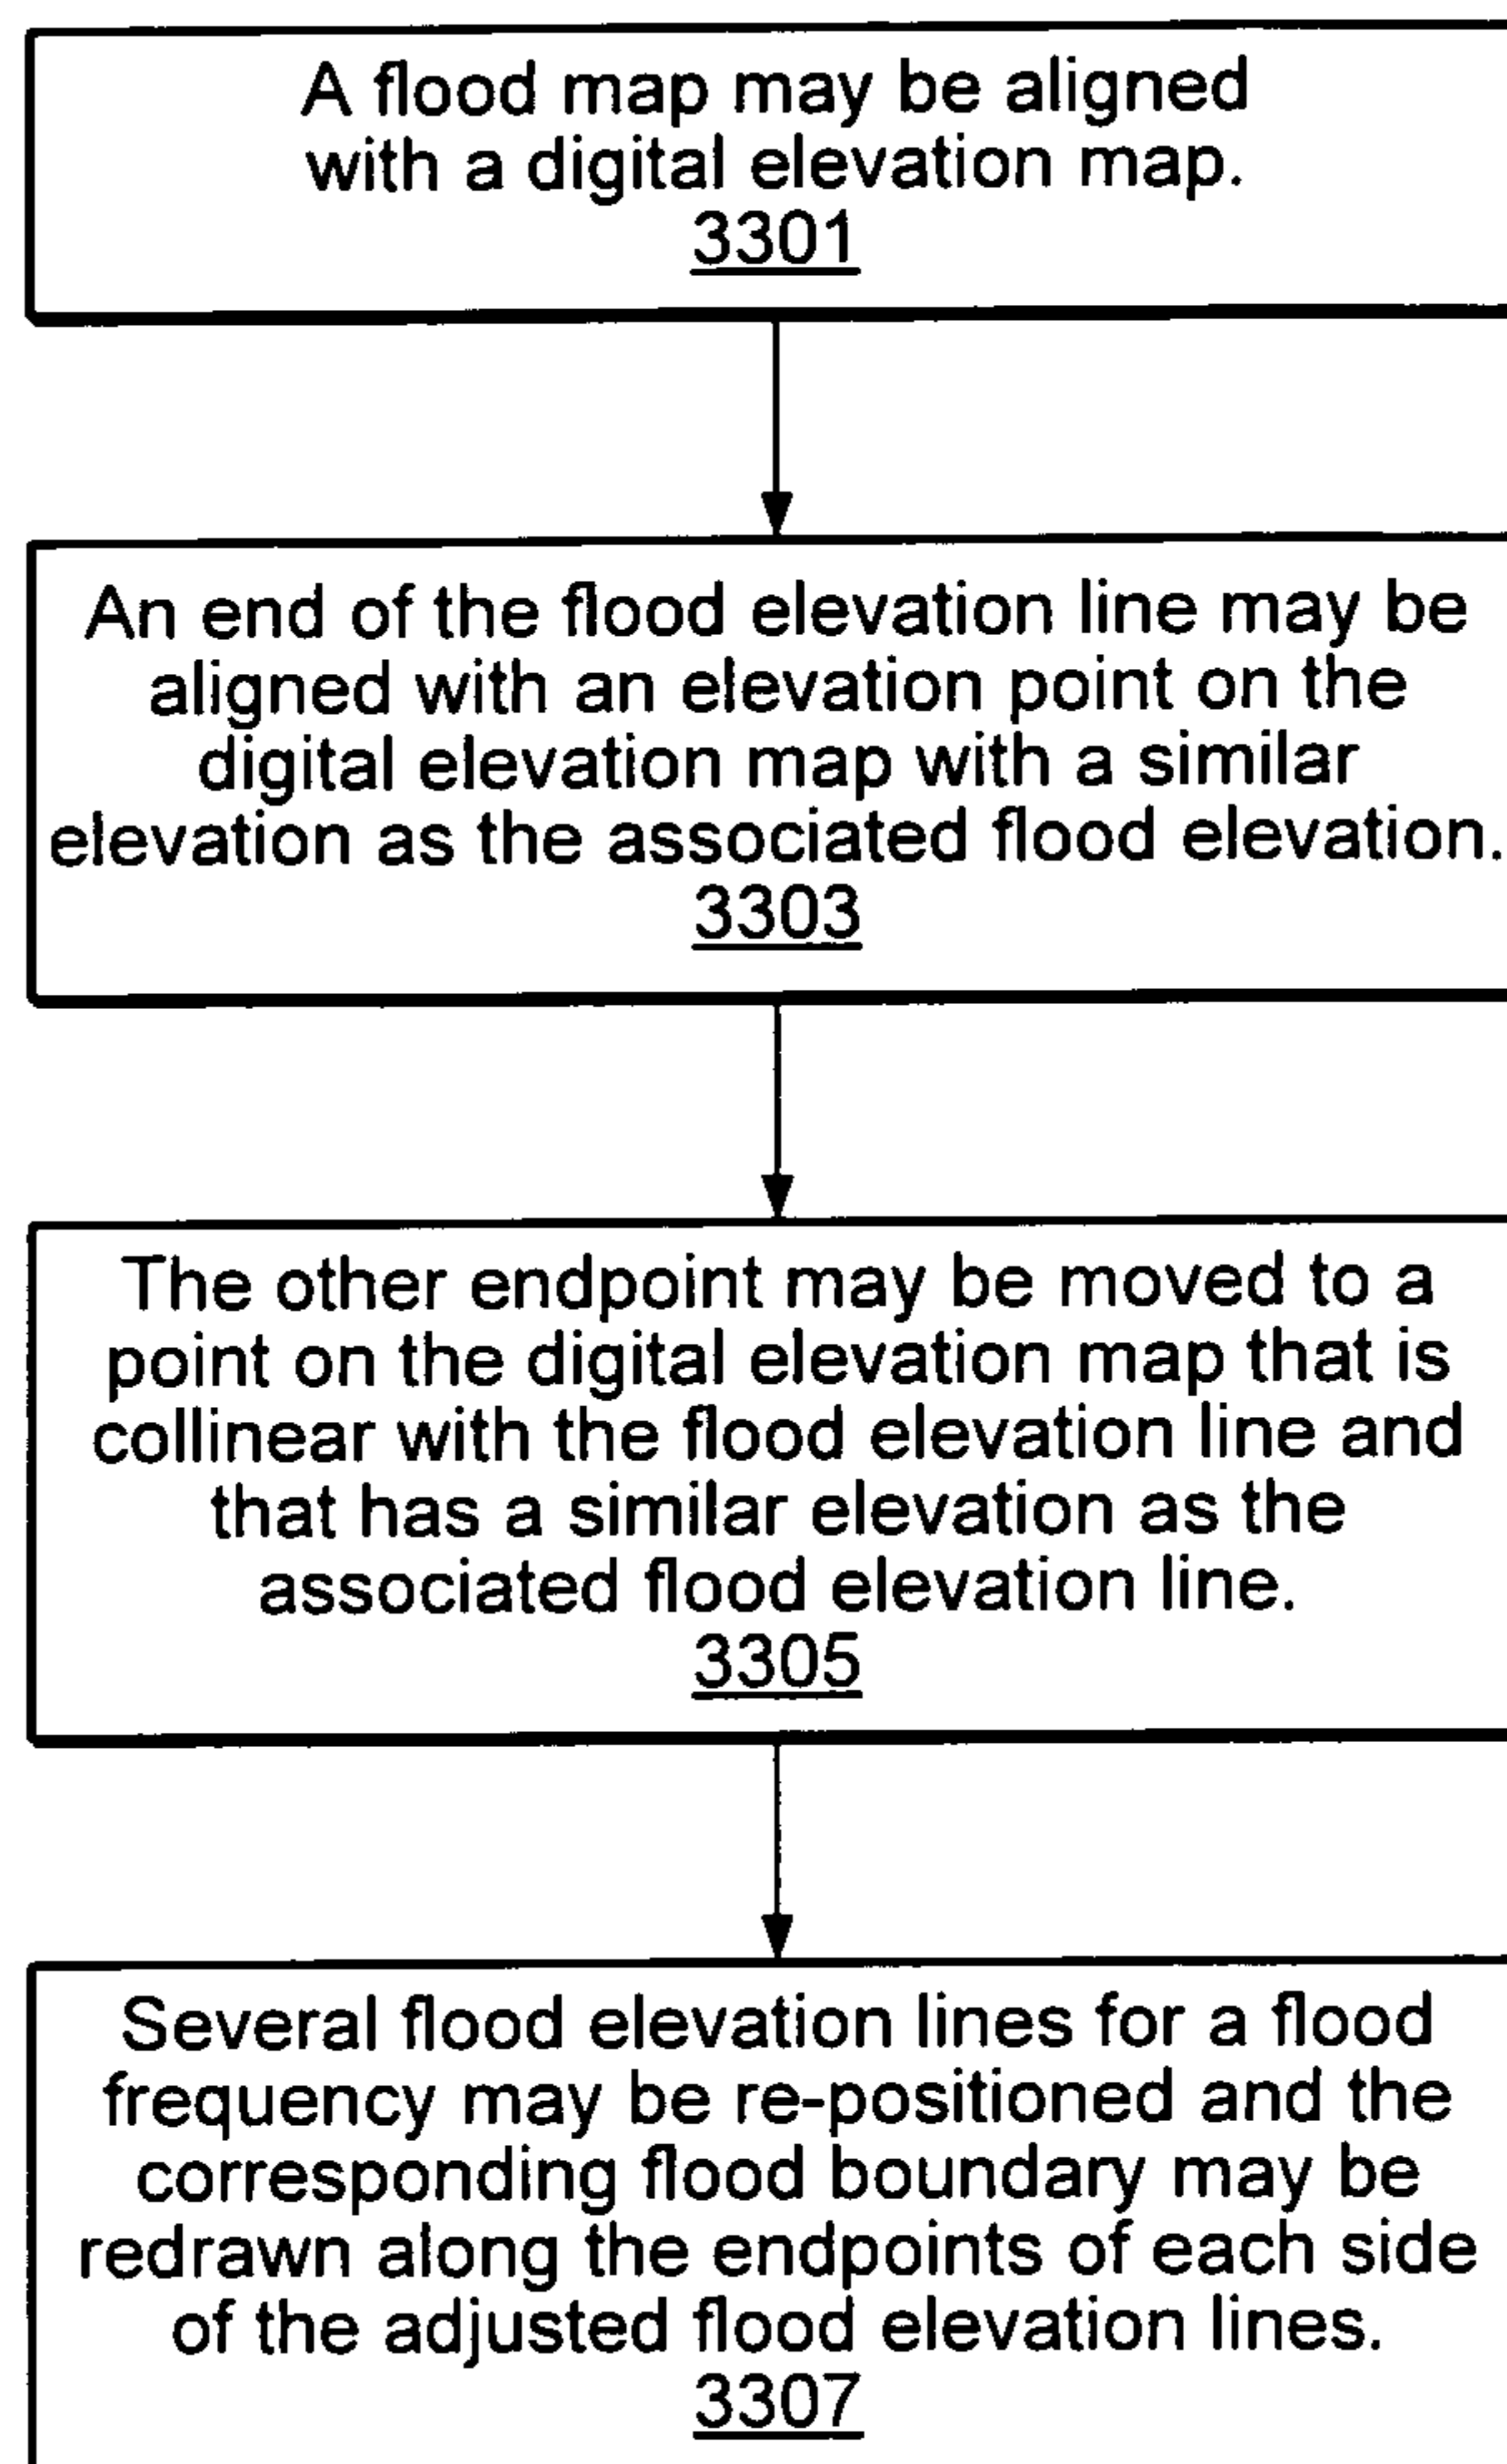 A flood map may be aligned
with a digital elevation map.
3301
An end of the flood elevation line may be
aligned with an elevation point on the
digital elevation map with a similar
elevation as the associated flood elevation.
3303
The other endpoint may be moved to a
point on the digital elevation map that is
collinear with the flood elevation line and
that has a similar elevation as the
associated flood elevation line.
3305
Several flood elevation lines for a flood
frequency may be re-positioned and the
corresponding flood boundary may be
redrawn along the endpoints of each side
of the adjusted flood elevation lines.
3307